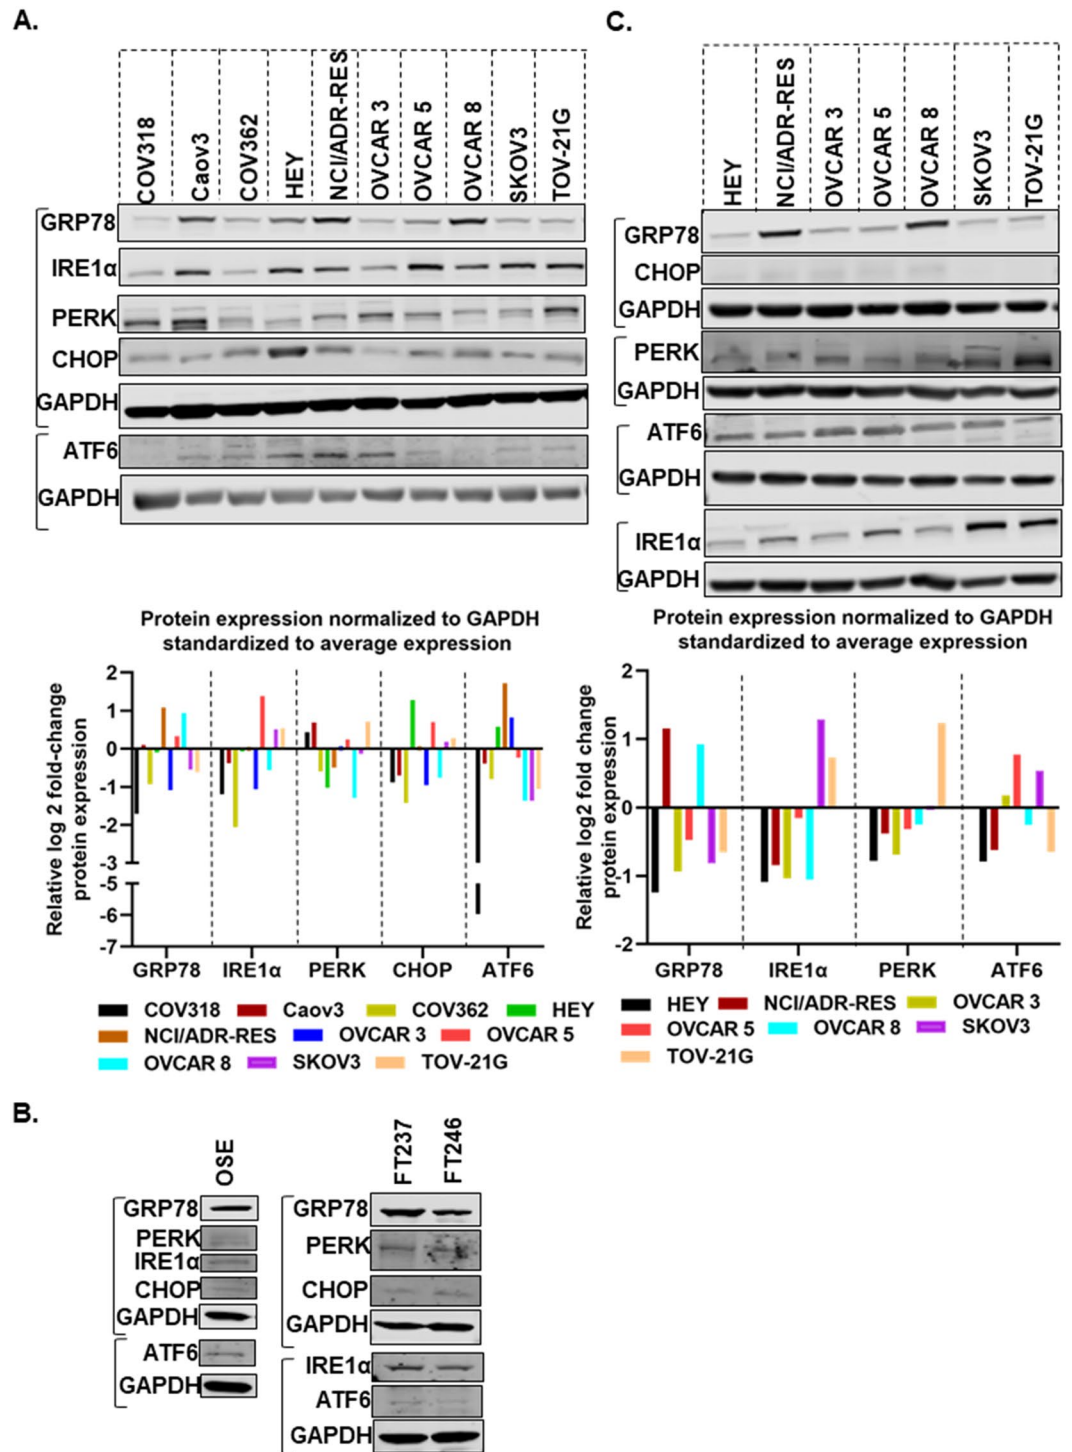 A.
COV318
Caov3
COV362
HEY
NCI/ADR-RES
OVCAR 3
OVCAR 5
OVCAR 8
SKOV3
TOV-21G
GRP78
IRE1α
PERK
CHOP
GAPDH
ATF6
GAPDH
Protein expression normalized to GAPDH
standardized to average expression
Relative log 2 fold-change
protein expression
2
1
0
-1
-2
-3
-5
-6
-7
GRP78 IRE1α PERK CHOP ATF6
COV318 Caov3 COV362 HEY
NCI/ADR-RES OVCAR 3 OVCAR 5
OVCAR 8 SKOV3 TOV-21G
C.
HEY
NCI/ADR-RES
OVCAR 3
OVCAR 5
OVCAR 8
SKOV3
TOV-21G
GRP78
CHOP
GAPDH
PERK
GAPDH
ATF6
GAPDH
IRE1α
GAPDH
Protein expression normalized to GAPDH
standardized to average expression
Relative log2 fold change
protein expression
2
1
0
-1
-2
GRP78 IRE1α PERK ATF6
HEY NCI/ADR-RES OVCAR 3
OVCAR 5 OVCAR 8 SKOV3
TOV-21G
B.
OSE
GRP78
PERK
IRE1α
CHOP
GAPDH
ATF6
GAPDH
FT237
FT246
GRP78
PERK
CHOP
GAPDH
IRE1α
ATF6
GAPDH